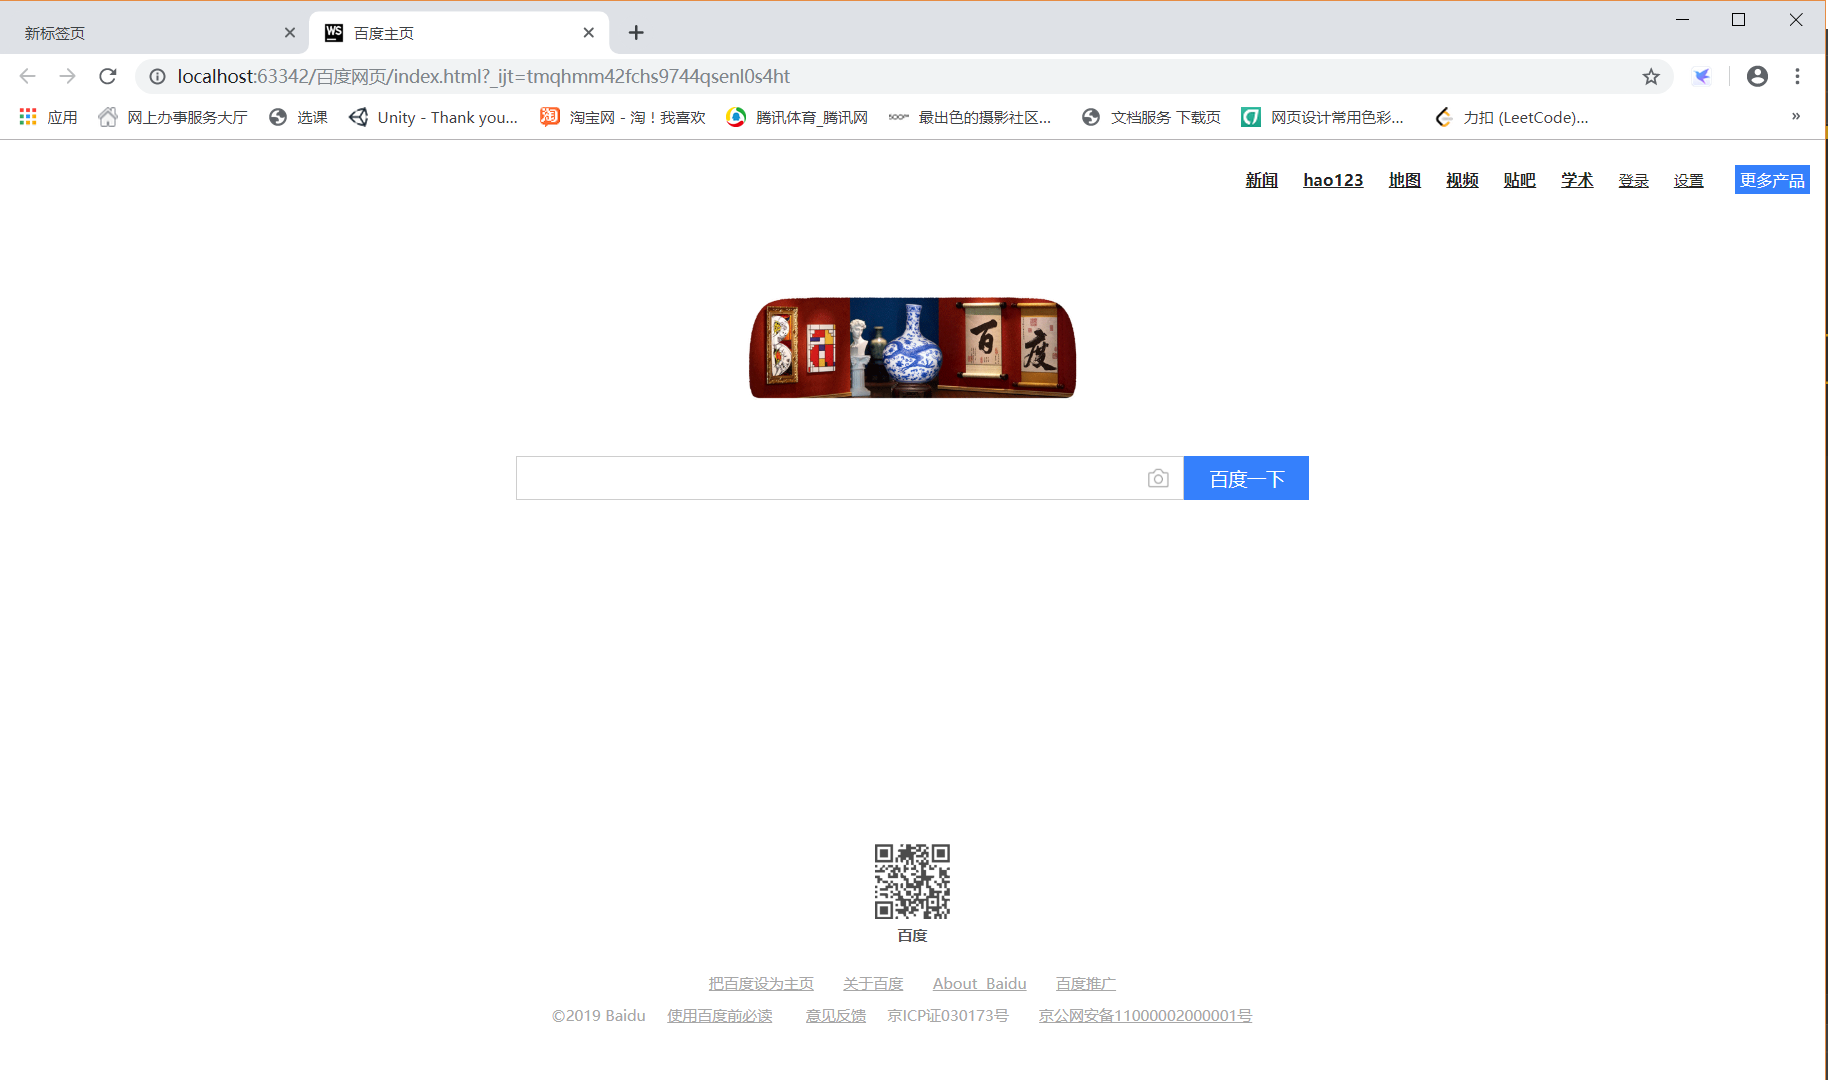 新标签页
百度主页
localhost:63342/百度网页/index.html?_ijt=tmqhmm42fchs9744qsenl0s4ht
应用 网上办事服务大厅 选课 Unity - Thank you... 淘宝网 - 淘！我喜欢 腾讯体育_腾讯网 最出色的摄影社区... 文档服务 下载页 网页设计常用色彩... 力扣 (LeetCode)... »
新闻 hao123 地图 视频 贴吧 学术 登录 设置 更多产品
百度
百度一下
百度
把百度设为主页 关于百度 About Baidu 百度推广
©2019 Baidu 使用百度前必读 意见反馈 京ICP证030173号 京公网安备11000002000001号